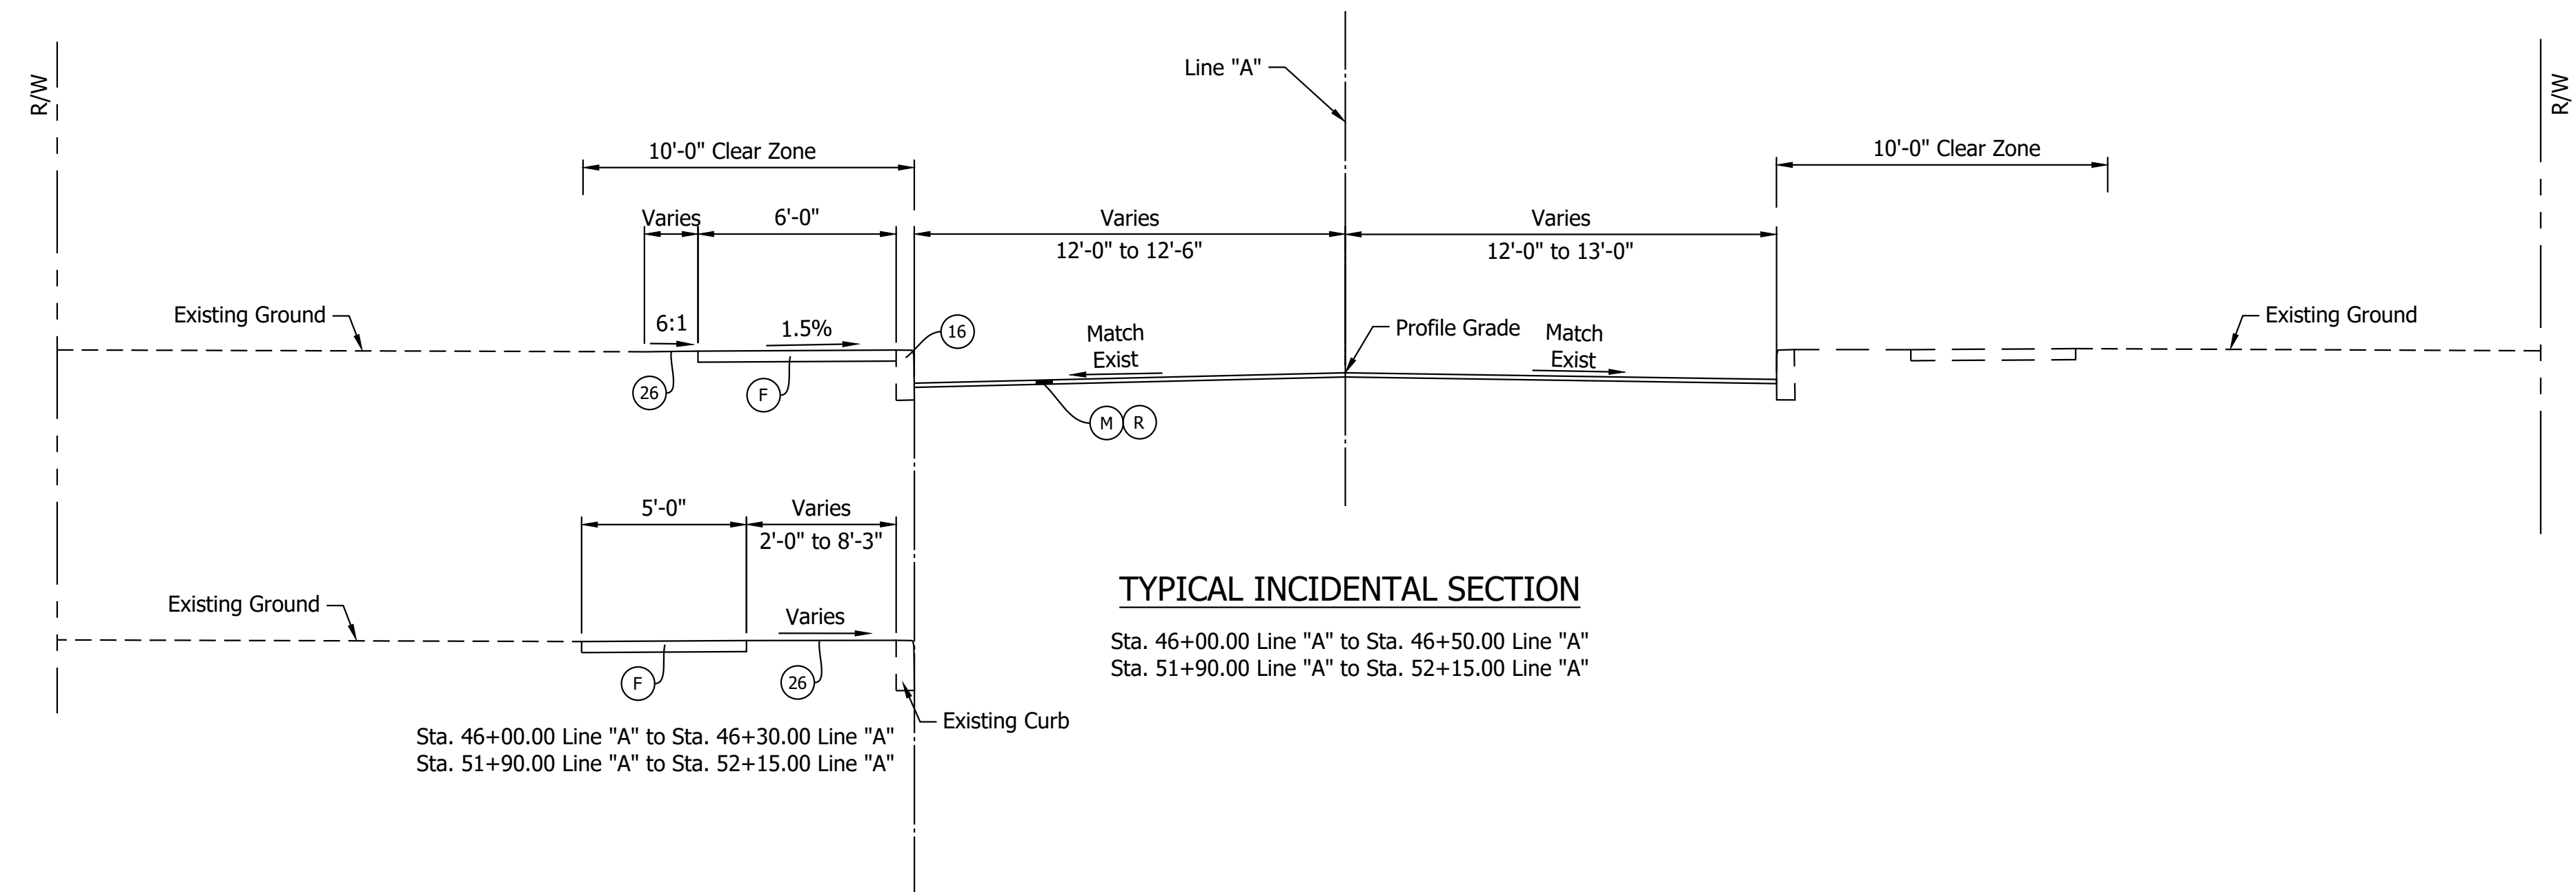 R/W
R/W
Line "A"
10'-0" Clear Zone
10'-0" Clear Zone
Varies
6'-0"
Varies
12'-0" to 12'-6"
Varies
12'-0" to 13'-0"
Existing Ground
6:1
1.5%
16
Match
Exist
Profile Grade
Match
Exist
Existing Ground
26
F
M
R
5'-0"
Varies
2'-0" to 8'-3"
Existing Ground
Varies
F
26
Existing Curb
TYPICAL INCIDENTAL SECTION
Sta. 46+00.00 Line "A" to Sta. 46+50.00 Line "A"
Sta. 51+90.00 Line "A" to Sta. 52+15.00 Line "A"
Sta. 46+00.00 Line "A" to Sta. 46+30.00 Line "A"
Sta. 51+90.00 Line "A" to Sta. 52+15.00 Line "A"